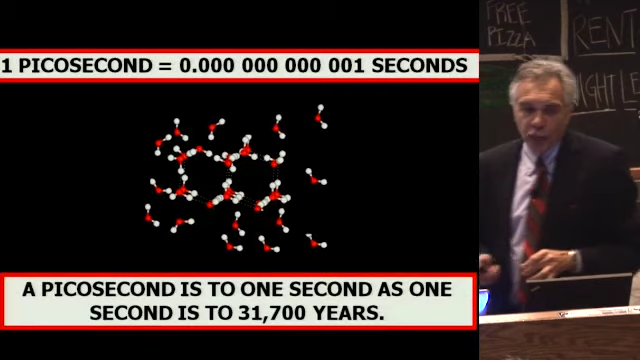 1 PICOSECOND = 0.000 000 000 001 SECONDS
FREE
PIZZA
RENT
A PICOSECOND IS TO ONE SECOND AS ONE
SECOND IS TO 31,700 YEARS.